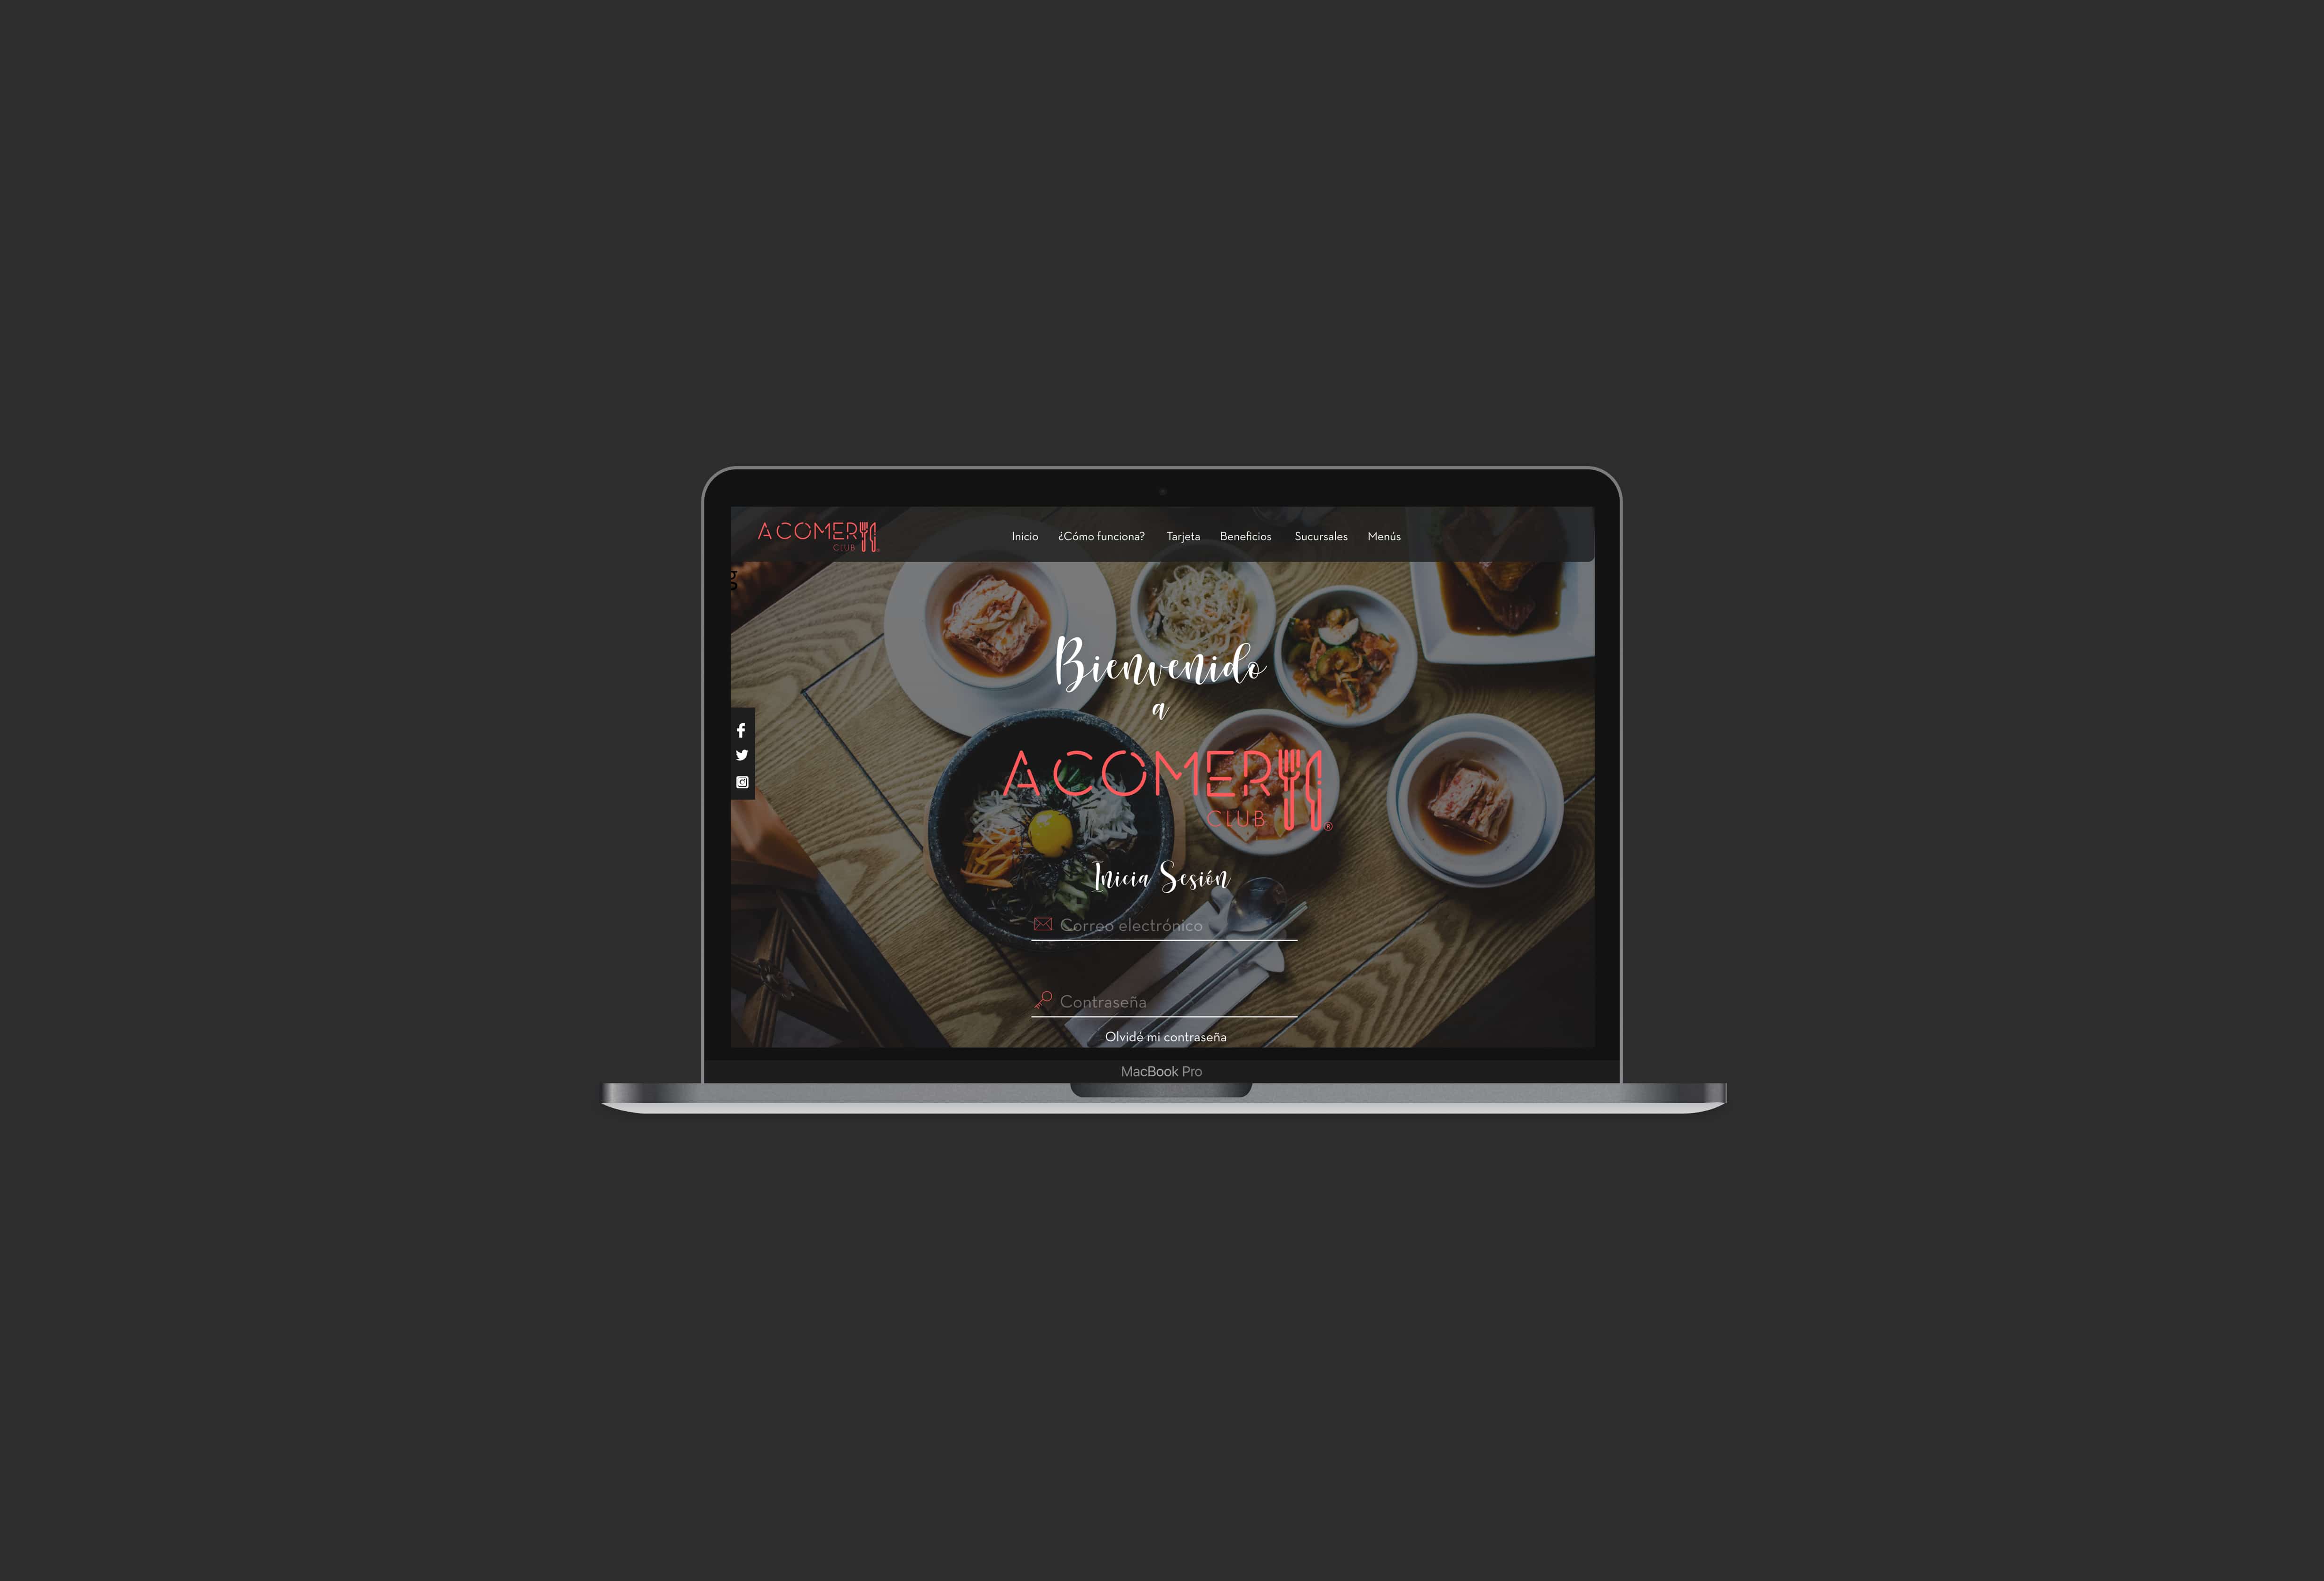 A COMER
CLUB
Inicio ¿Cómo funciona? Tarjeta Beneficios Sucursales Menús
g
Bienvenido
a
A COMER
CLUB ®
Inicia Sesión
Correo electrónico
Contraseña
Olvidé mi contraseña
MacBook Pro